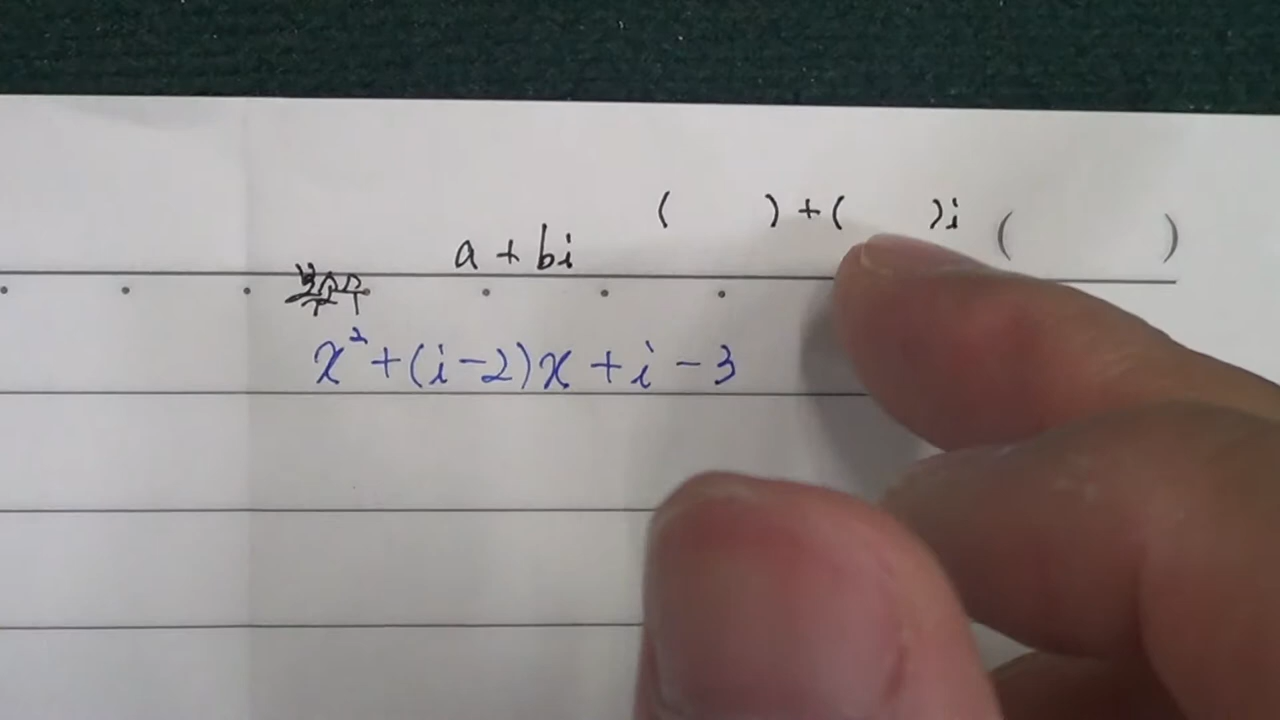 ( ) + ( )i ( )
a + bi
x² + (i - 2)x + i - 3